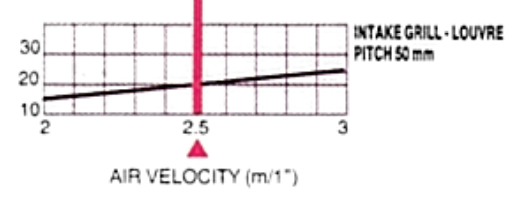 INTAKE GRILL - LOUVRE
PITCH 50 mm
30
20
10
2 2.5 3
AIR VELOCITY (m/1")